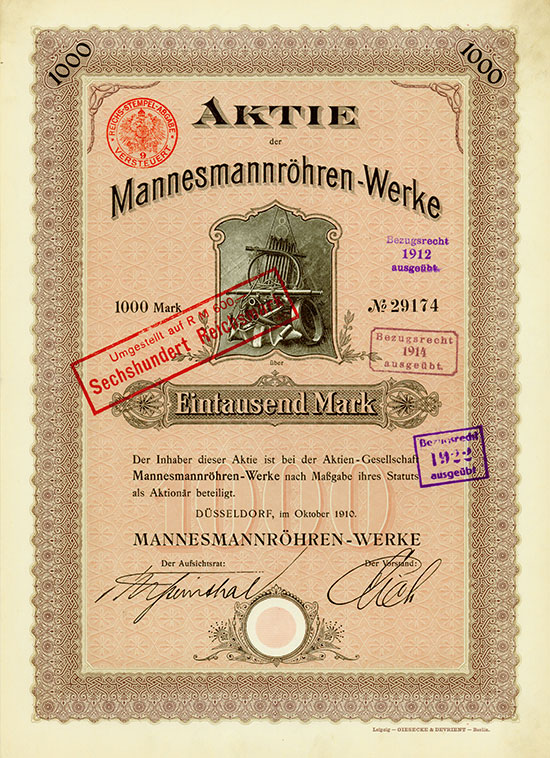 1000
1000
REICHS-STEMPEL-ABGABE
9
VERSTEUERT
AKTIE
der
Mannesmannröhren-Werke
Bezugsrecht
1912
ausgeübt.
1000 Mark
№ 29174
Umgestellt auf RM 600,
Sechshundert Reichsmark
Bezugsrecht
1914
ausgeübt.
über
Eintausend Mark
Bezugsrecht
1922
ausgeübt
Der Inhaber dieser Aktie ist bei der Aktien-Gesellschaft
Mannesmannröhren-Werke nach Maßgabe ihres Statuts
als Aktionär beteiligt.
1000
DÜSSELDORF, im Oktober 1910.
MANNESMANNRÖHREN-WERKE
Der Aufsichtsrat:
Der Vorstand:
Leipzig – GIESECKE & DEVRIENT – Berlin.